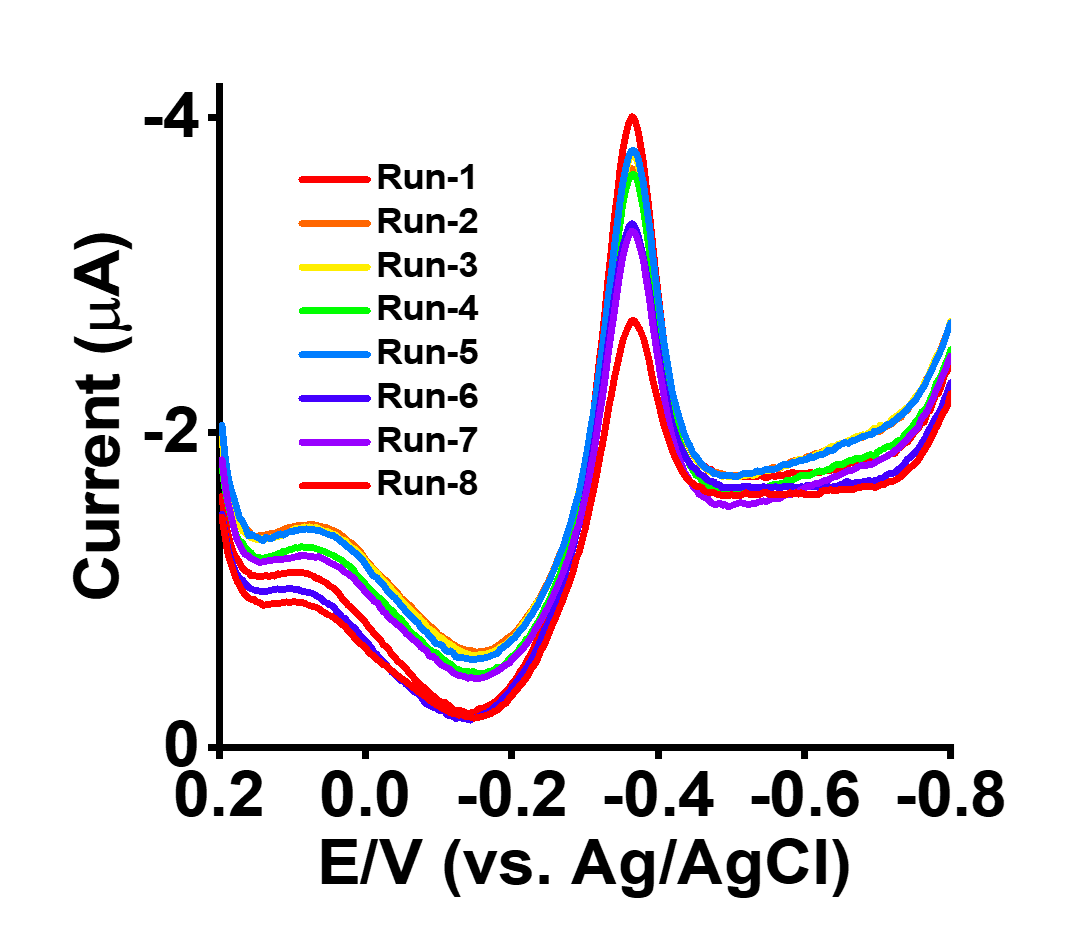 -4
Run-1
Run-2
Run-3
Run-4
Run-5
Run-6
Run-7
Run-8
-2
0
Current (μA)
0.2 0.0 -0.2 -0.4 -0.6 -0.8
E/V (vs. Ag/AgCl)